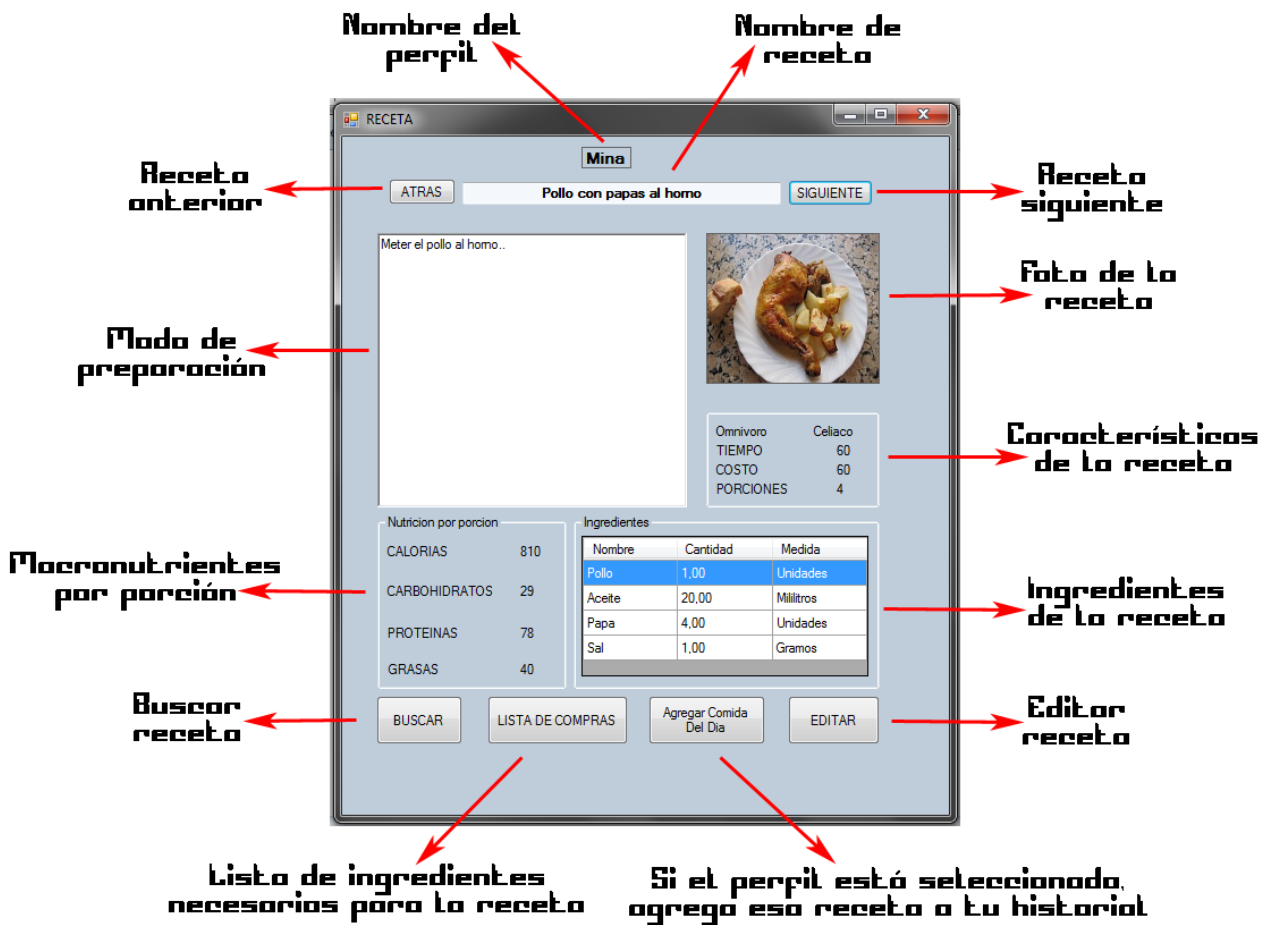 Nombre del
perfil
Nombre de
receta
RECETA
Mina
Receta
anterior
ATRAS
Pollo con papas al horno
SIGUIENTE
Receta
siguiente
Meter el pollo al horno..
Foto de la
receta
Modo de
preparación
Omnivoro Celiaco
TIEMPO 60
COSTO 60
PORCIONES 4
Características
de la receta
Nutricion por porcion
CALORIAS 810
CARBOHIDRATOS 29
PROTEINAS 78
GRASAS 40
Macronutrientes
por porción
Ingredientes
Nombre Cantidad Medida
Pollo 1,00 Unidades
Aceite 20,00 Mililitros
Papa 4,00 Unidades
Sal 1,00 Gramos
Ingredientes
de la receta
Buscar
receta
BUSCAR
LISTA DE COMPRAS
Agregar Comida
Del Dia
EDITAR
Editar
receta
Lista de ingredientes
necesarios para la receta
Si el perfil está seleccionado,
agrega esa receta a tu historial